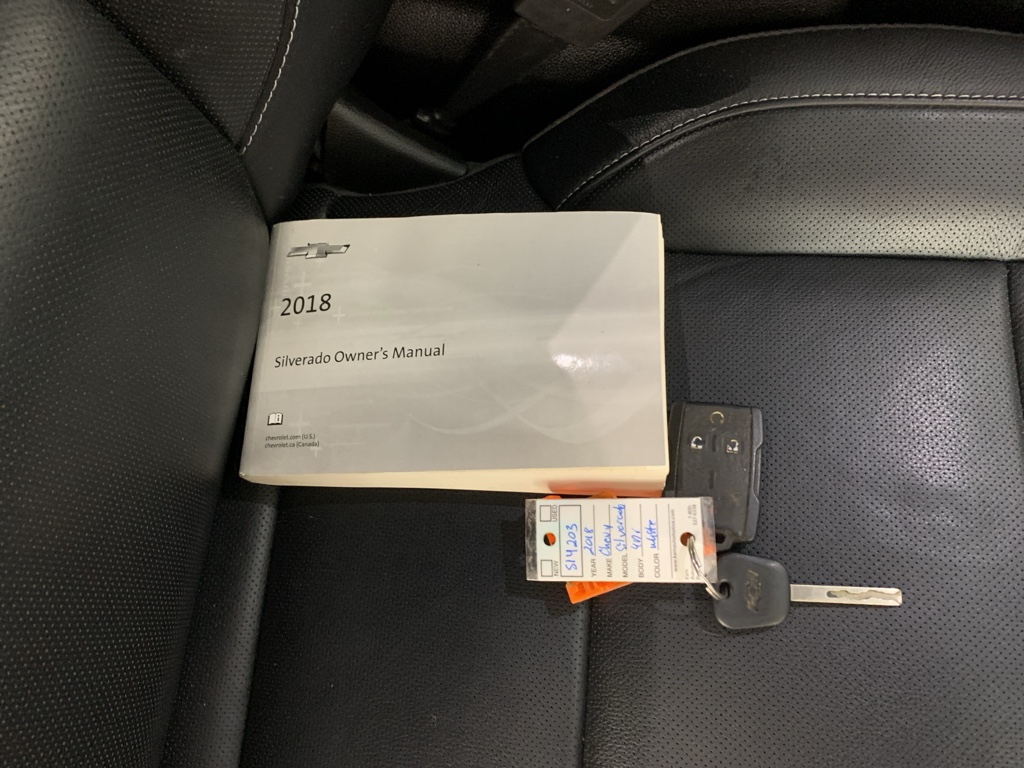 2018
Silverado Owner's Manual
chevrolet.com (U.S.)
chevrolet.ca (Canada)
NEW
USED
S14203
YEAR 2018
MAKE Chevy
MODEL Silverado
BODY 4Dr
COLOR white